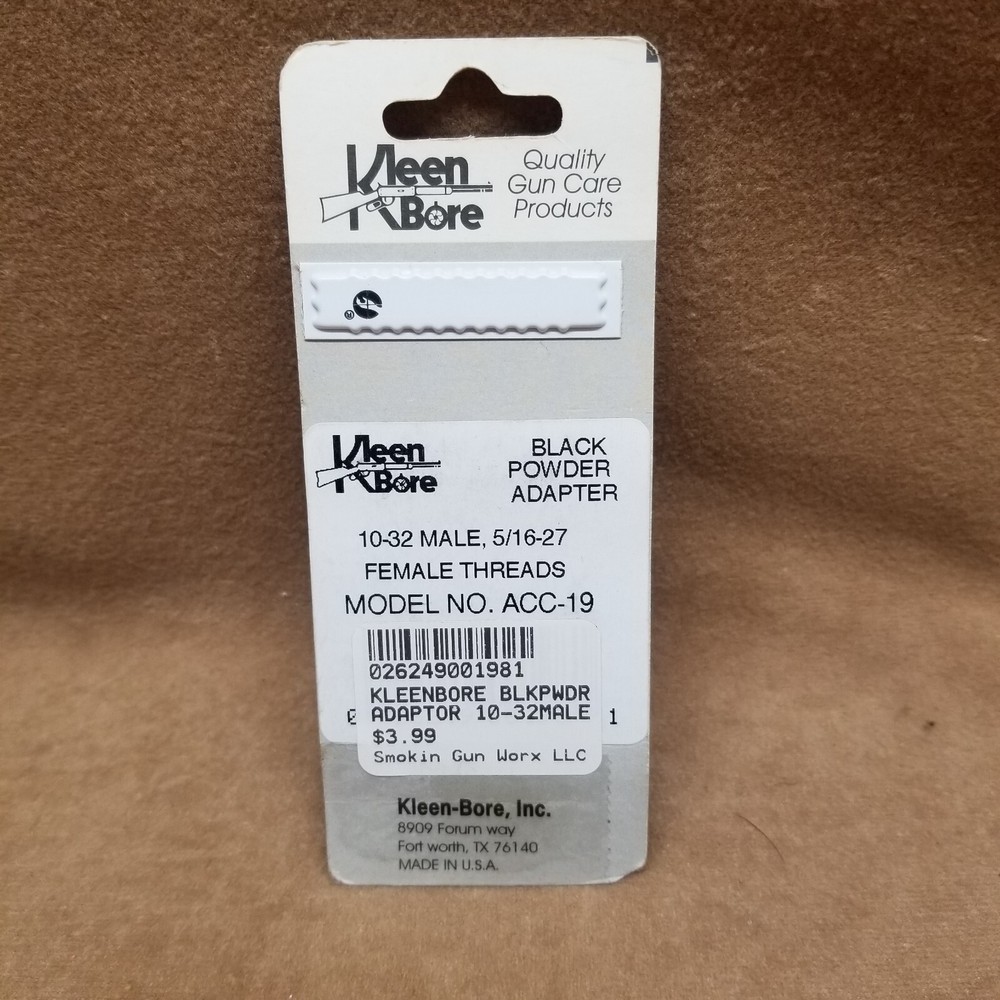 Kleen
Bore
Quality
Gun Care
Products
Kleen
Bore
BLACK
POWDER
ADAPTER
10-32 MALE, 5/16-27
FEMALE THREADS
MODEL NO. ACC-19
026249001981
KLEENBORE BLKPWDR
ADAPTOR 10-32MALE
1
$3.99
Smokin Gun Worx LLC
Kleen-Bore, Inc.
8909 Forum way
Fort worth, TX 76140
MADE IN U.S.A.